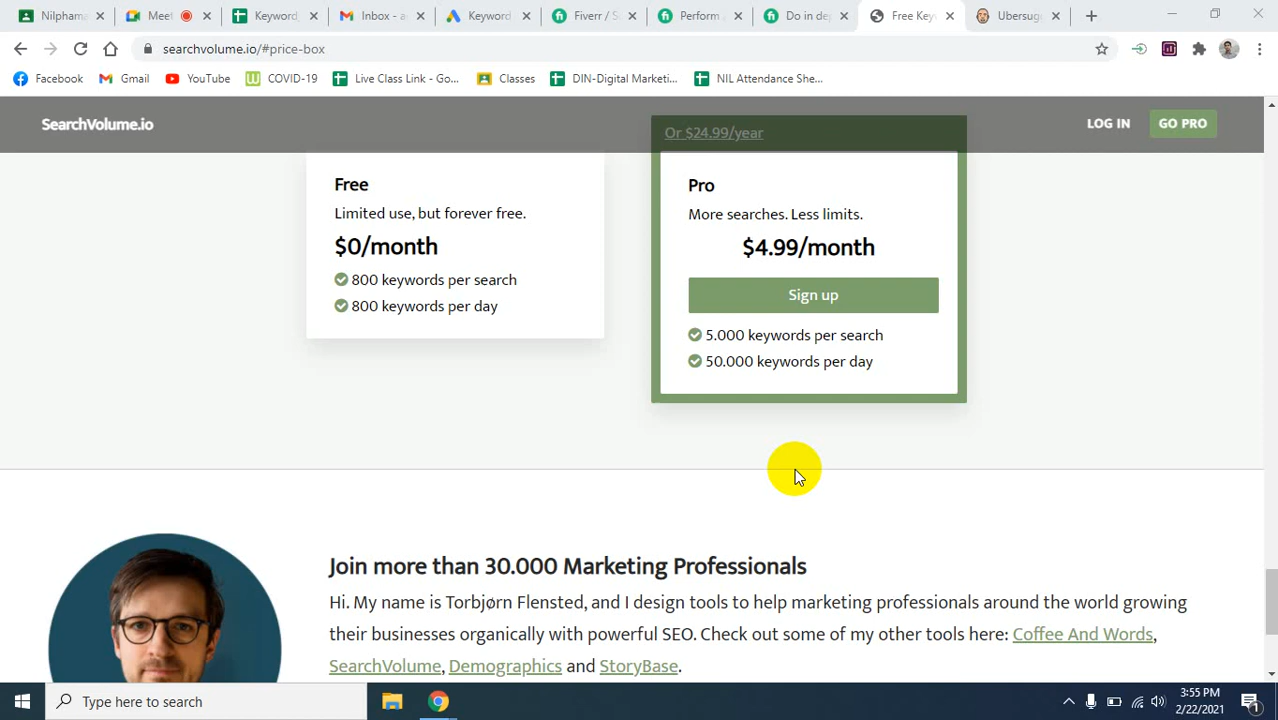 Nilpham
Meet
Keyword
Inbox - a
Keyword
Fiverr / S
Perform
Do in de
Free Key
Ubersug
searchvolume.io/#price-box
Facebook
Gmail
YouTube
COVID-19
Live Class Link - Go...
Classes
DIN-Digital Marketi...
NIL Attendance She...
SearchVolume.io
LOG IN
GO PRO
Or $24.99/year
Free
Limited use, but forever free.
$0/month
800 keywords per search
800 keywords per day
Pro
More searches. Less limits.
$4.99/month
Sign up
5.000 keywords per search
50.000 keywords per day
Join more than 30.000 Marketing Professionals
Hi. My name is Torbjørn Flensted, and I design tools to help marketing professionals around the world growing
their businesses organically with powerful SEO. Check out some of my other tools here: Coffee And Words,
SearchVolume, Demographics and StoryBase.
Type here to search
3:55 PM
2/22/2021
1